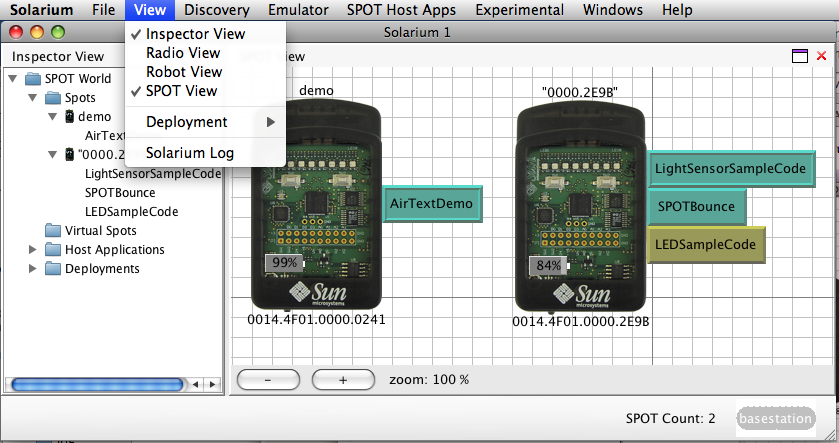 Solarium File View Discovery Emulator SPOT Host Apps Experimental Windows Help
Solarium 1
Inspector View
View
Inspector View
Radio View
Robot View
SPOT View
Deployment
Solarium Log
SPOT World
Spots
demo
AirText
"0000.2
LightSensorSampleCode
SPOTBounce
LEDSampleCode
Virtual Spots
Host Applications
Deployments
demo
99%
Sun
microsystems
0014.4F01.0000.0241
AirTextDemo
"0000.2E9B"
84%
Sun
microsystems
0014.4F01.0000.2E9B
LightSensorSampleCode
SPOTBounce
LEDSampleCode
- + zoom: 100 %
SPOT Count: 2 basestation